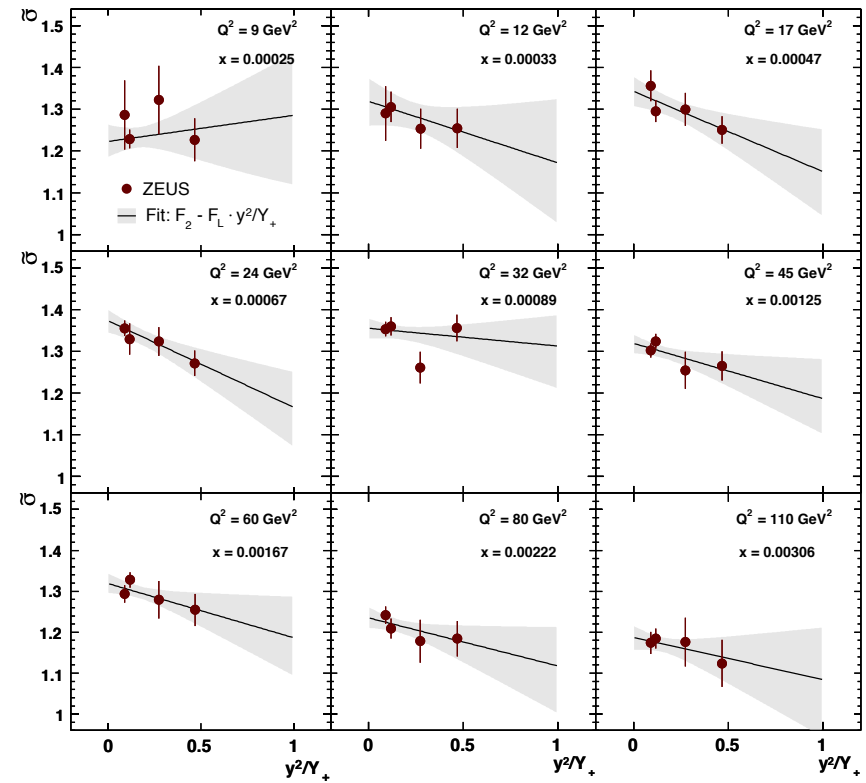 σ̃
1.5
1.4
1.3
1.2
1.1
1
Q² = 9 GeV²
x = 0.00025
ZEUS
Fit: F₂ - F_L · y²/Y₊
Q² = 12 GeV²
x = 0.00033
Q² = 17 GeV²
x = 0.00047
σ̃
1.5
1.4
1.3
1.2
1.1
1
Q² = 24 GeV²
x = 0.00067
Q² = 32 GeV²
x = 0.00089
Q² = 45 GeV²
x = 0.00125
σ̃
1.5
1.4
1.3
1.2
1.1
1
Q² = 60 GeV²
x = 0.00167
Q² = 80 GeV²
x = 0.00222
Q² = 110 GeV²
x = 0.00306
0 0.5 1
y²/Y₊
0 0.5 1
y²/Y₊
0 0.5 1
y²/Y₊